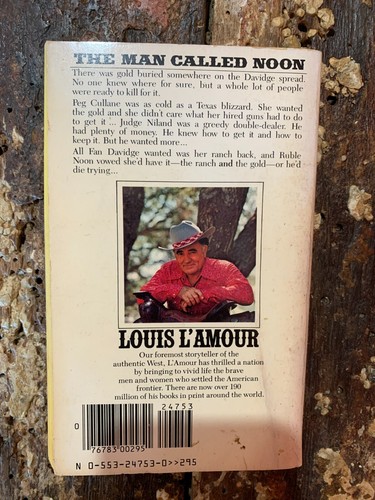 THE MAN CALLED NOON
There was gold buried somewhere on the Davidge spread.
No one knew where for sure, but a whole lot of people
were ready to kill for it.
Peg Cullane was as cold as a Texas blizzard. She wanted
the gold and she didn't care what her hired guns had to do
to get it ... Judge Niland was a greedy double-dealer. He
had plenty of money. He knew how to get it and how to
keep it. But he wanted more...
All Fan Davidge wanted was her ranch back, and Ruble
Noon vowed she'd have it—the ranch and the gold—or he'd
die trying...
LOUIS L'AMOUR
Our foremost storyteller of the
authentic West, L'Amour has thrilled a nation
by bringing to vivid life the brave
men and women who settled the American
frontier. There are now over 190
million of his books in print around the world.
24753
0
76783 00295
N 0-553-24753-0>>295